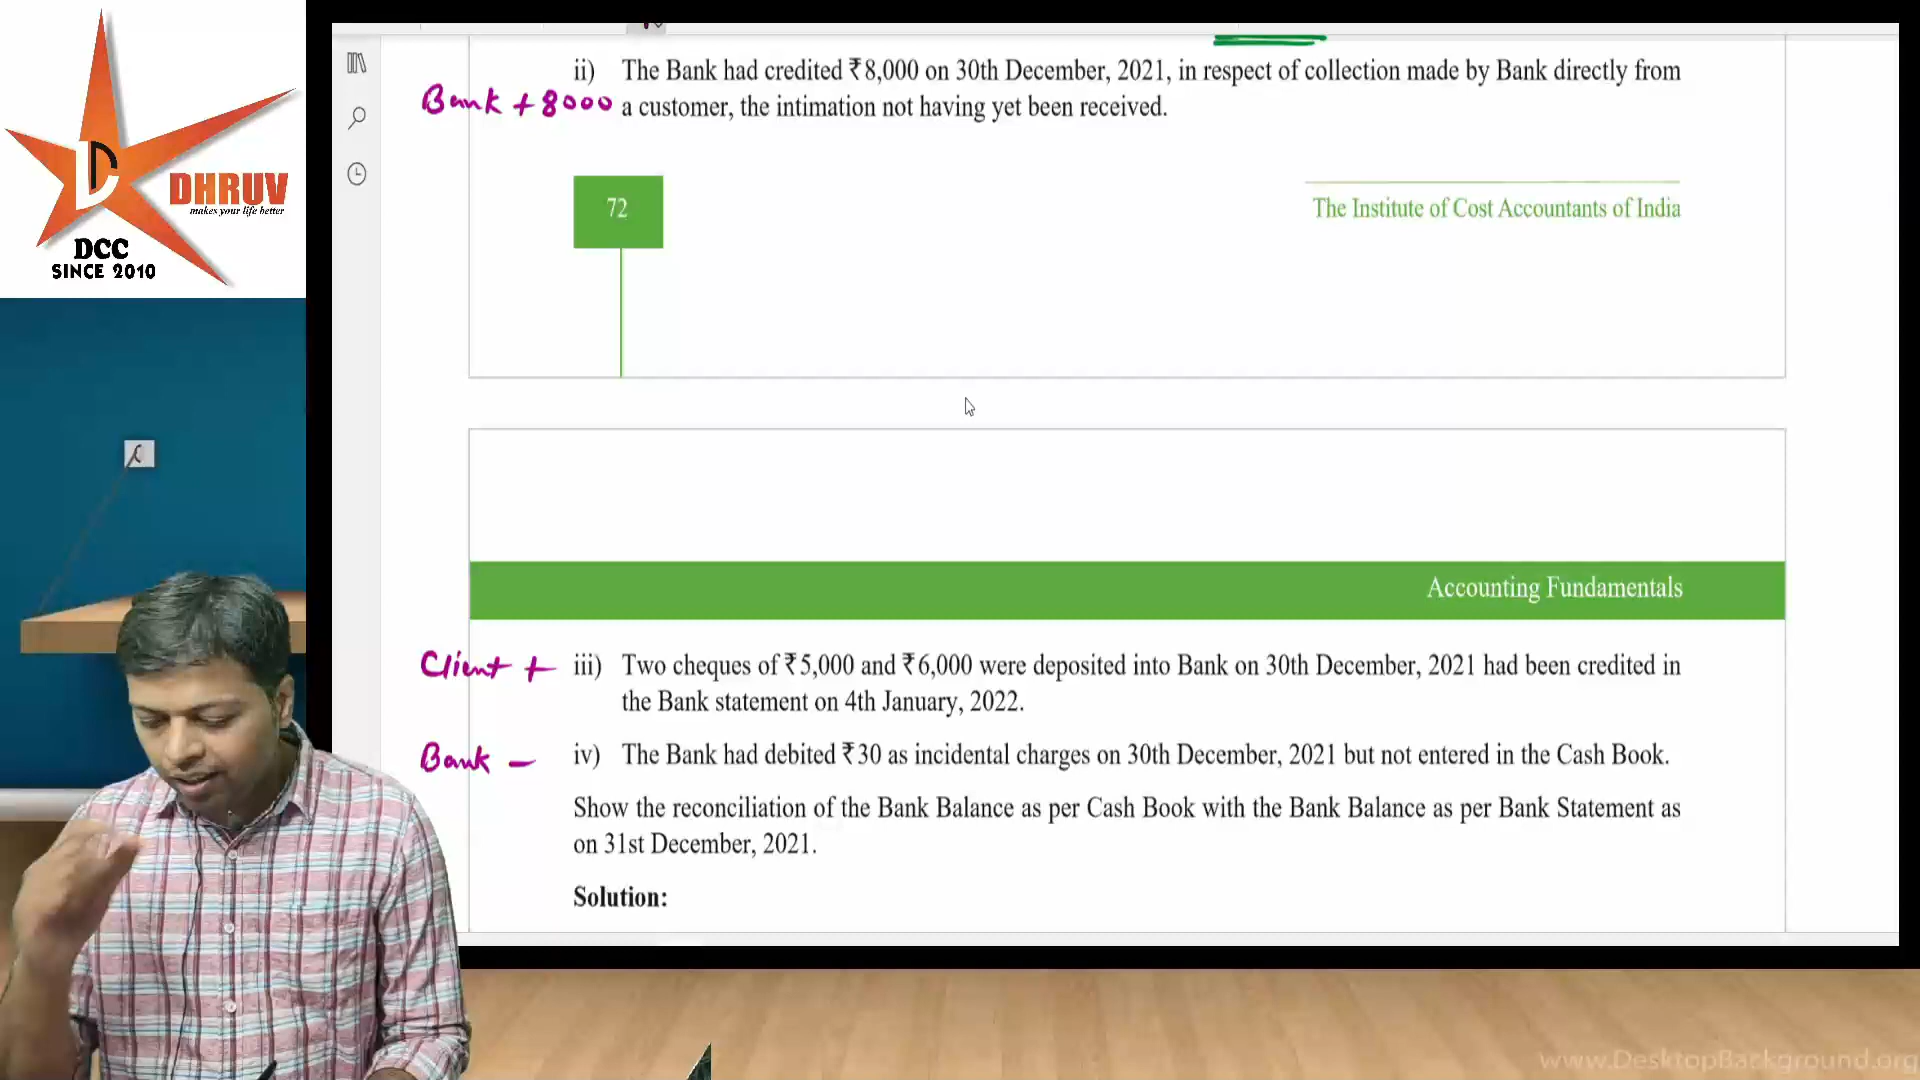 ii) The Bank had credited ₹8,000 on 30th December, 2021, in respect of collection made by Bank directly from
Bank + 8000 a customer, the intimation not having yet been received.
DHRUV
makes your life better
DCC
SINCE 2010
72
The Institute of Cost Accountants of India
Accounting Fundamentals
Client + iii) Two cheques of ₹5,000 and ₹6,000 were deposited into Bank on 30th December, 2021 had been credited in
the Bank statement on 4th January, 2022.
Bank - iv) The Bank had debited ₹30 as incidental charges on 30th December, 2021 but not entered in the Cash Book.
Show the reconciliation of the Bank Balance as per Cash Book with the Bank Balance as per Bank Statement as
on 31st December, 2021.
Solution:
www.DesktopBackground.org